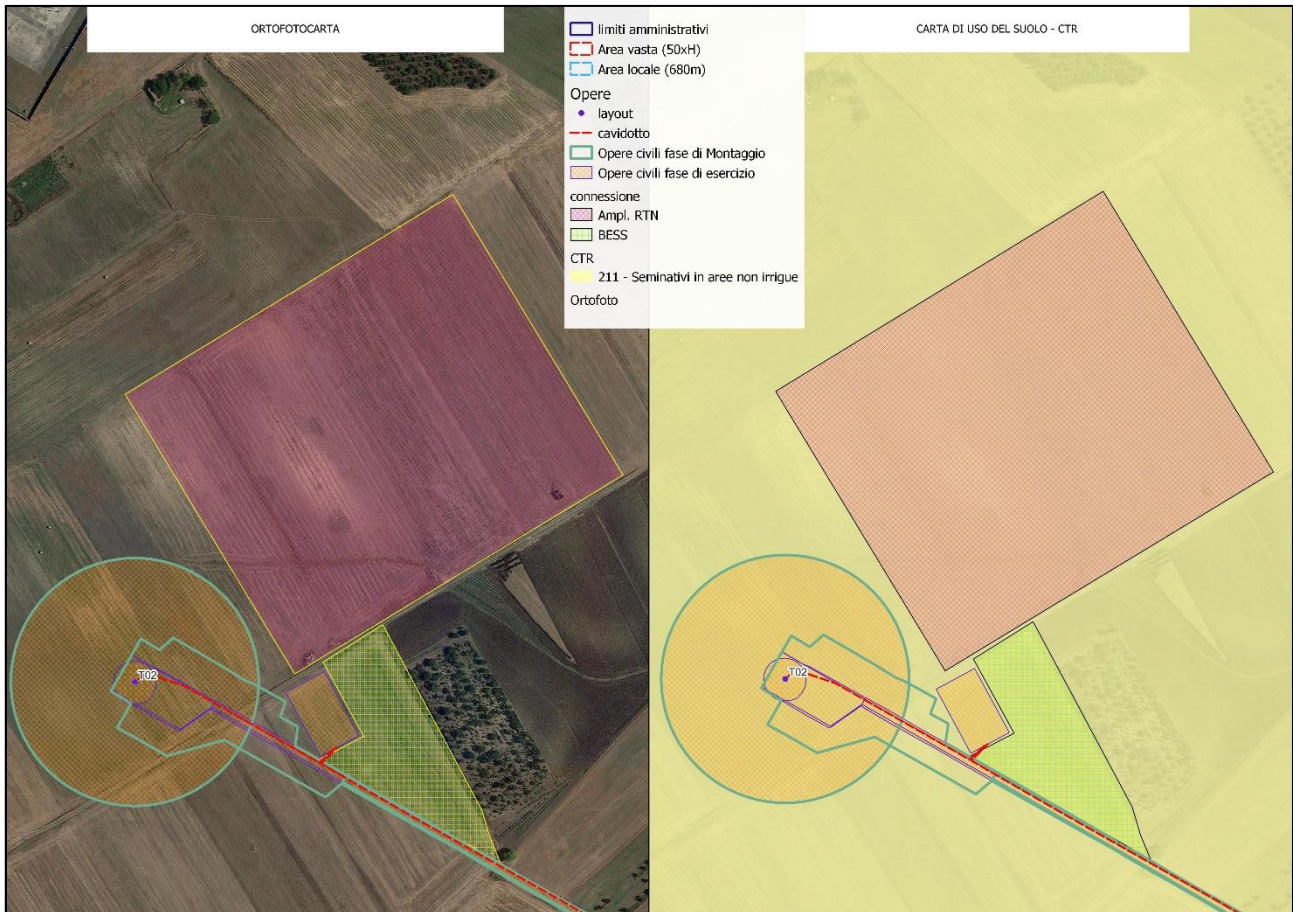 ORTOFOTOCARTA
limiti amministrativi
Area vasta (50xH)
Area locale (680m)
Opere
layout
cavidotto
Opere civili fase di Montaggio
Opere civili fase di esercizio
connessione
Ampl. RTN
BESS
CTR
211 - Seminativi in aree non irrigue
Ortofoto
CARTA DI USO DEL SUOLO - CTR
T02
T02